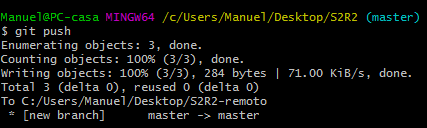 Manuel@PC-casa MINGW64 /c/Users/Manuel/Desktop/S2R2 (master)
$ git push
Enumerating objects: 3, done.
Counting objects: 100% (3/3), done.
Writing objects: 100% (3/3), 284 bytes | 71.00 KiB/s, done.
Total 3 (delta 0), reused 0 (delta 0)
To C:/Users/Manuel/Desktop/S2R2-remoto
 * [new branch]      master -> master